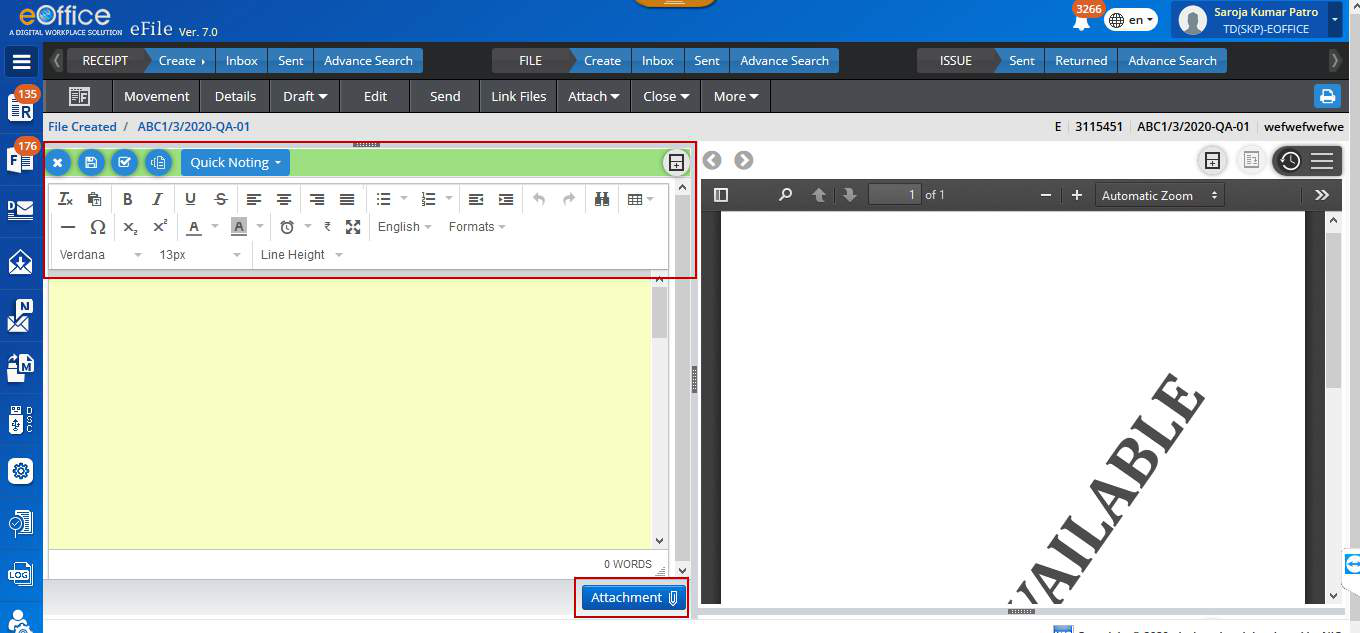 eOffice
A DIGITAL WORKPLACE SOLUTION
eFile Ver. 7.0
3266
en
Saroja Kumar Patro
TD(SKP)-EOFFICE
RECEIPT Create Inbox Sent Advance Search
FILE Create Inbox Sent Advance Search
ISSUE Sent Returned Advance Search
135
R
176
F
D
N
M
DSC
LOG
F Movement Details Draft Edit Send Link Files Attach Close More
File Created / ABC1/3/2020-QA-01
E 3115451 ABC1/3/2020-QA-01 wefwefwefwe
Quick Noting
B I U S
Ω X₂ X² A A ₹ English Formats
Verdana 13px Line Height
0 WORDS
Attachment
1 of 1
Automatic Zoom
VAILABLE